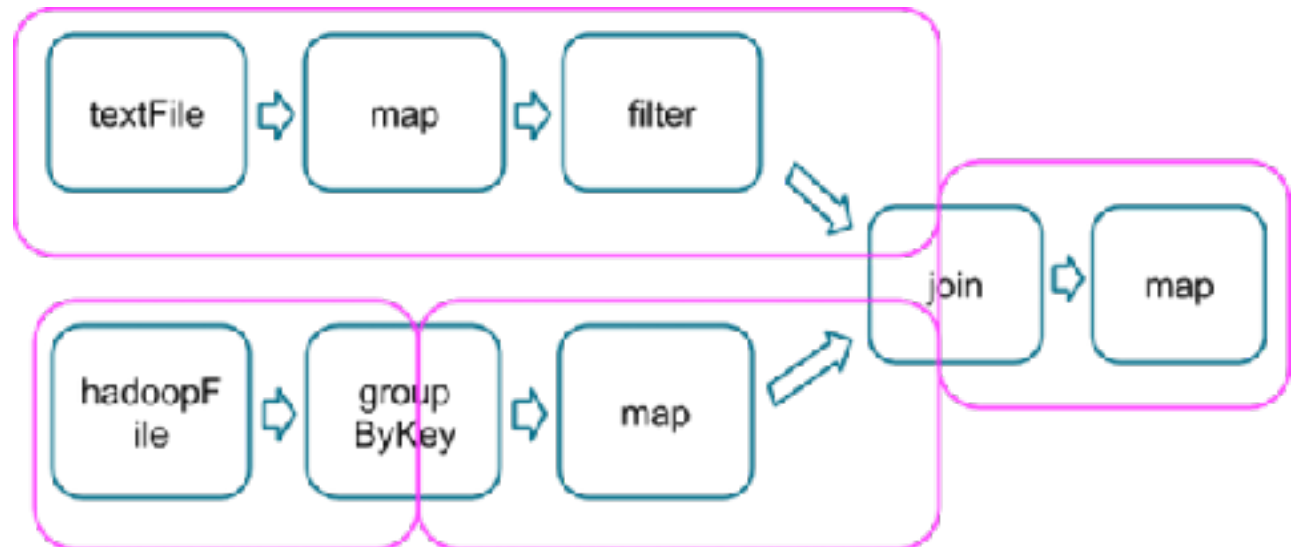 textFile
map
filter
join
map
hadoopF
ile
group
ByKey
map